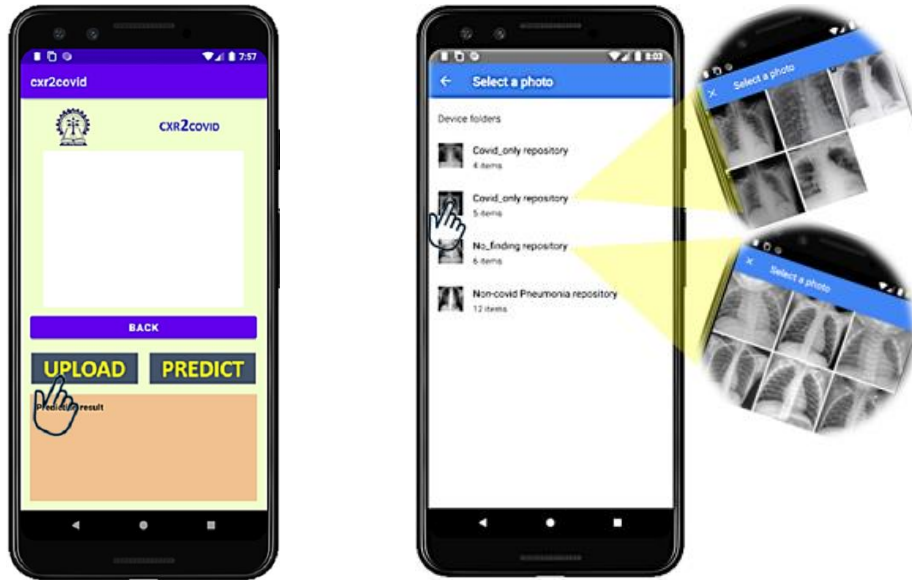 7:57
cxr2covid
CXR2COVID
BACK
UPLOAD PREDICT
Prediction result
8:03
Select a photo
Device folders
Covid_only repository
4 items
Covid_only repository
5 items
No_finding repository
6 items
Non-covid Pneumonia repository
12 items
Select a photo
Select a photo